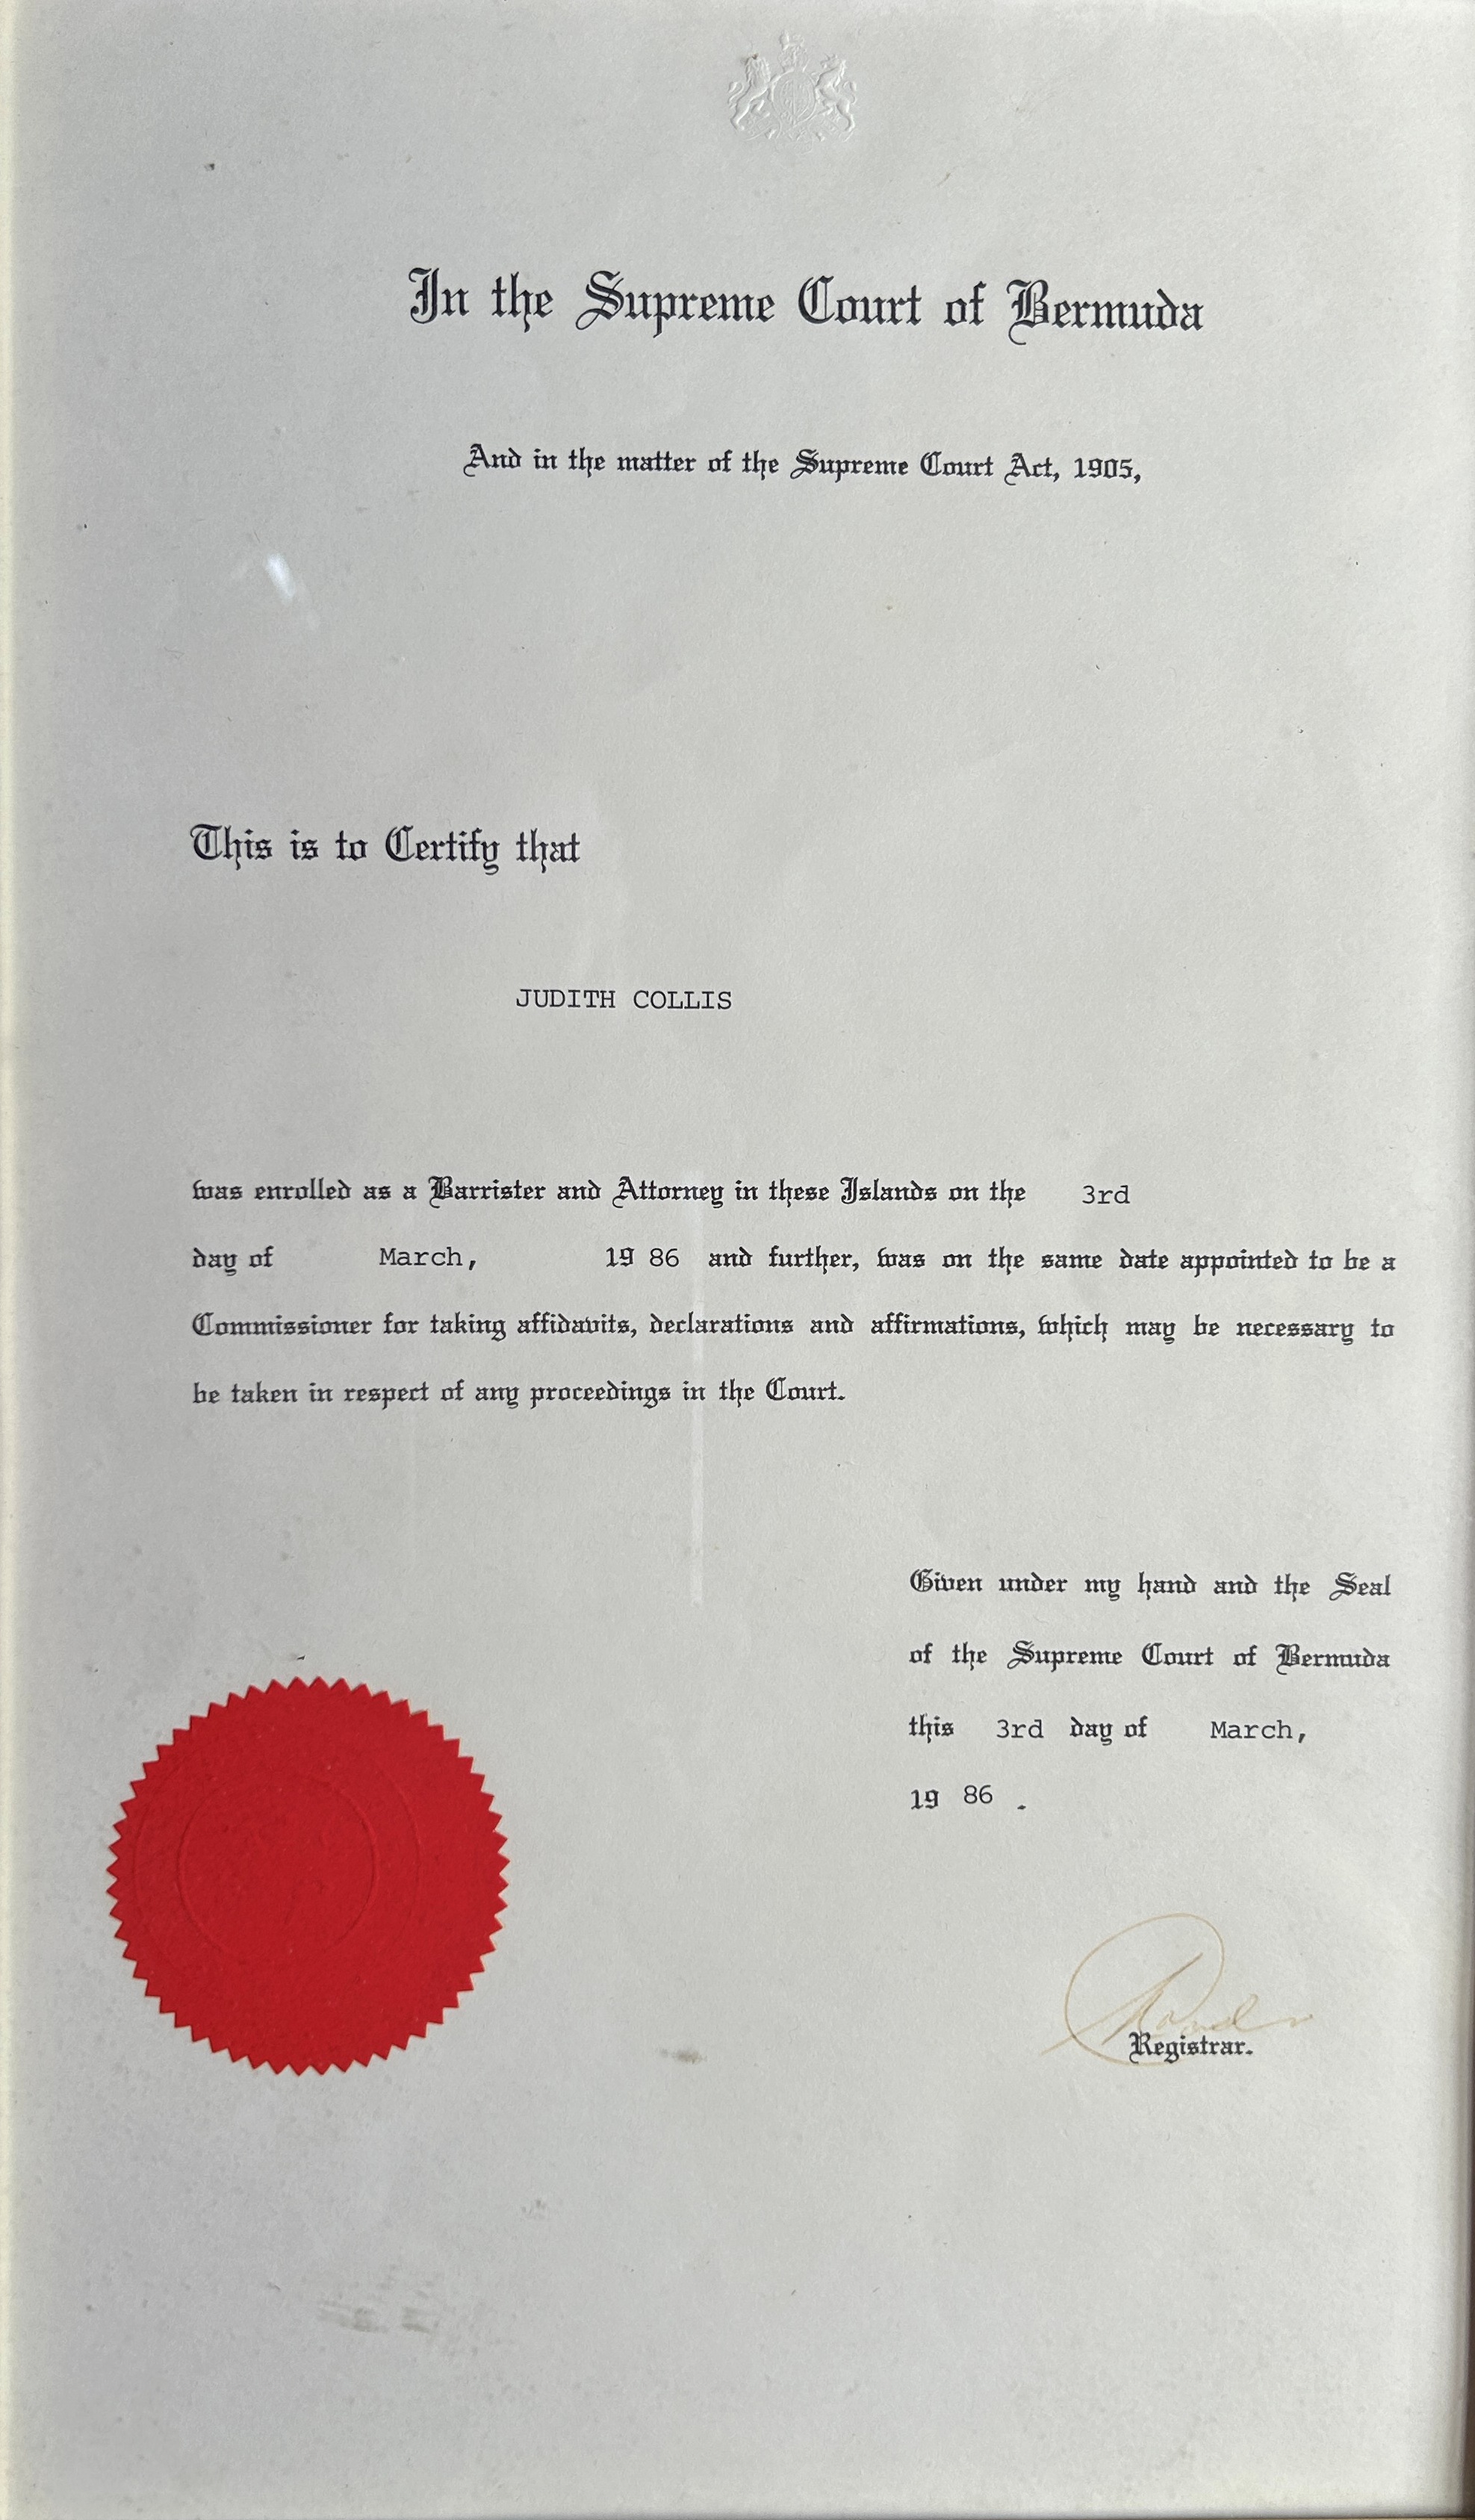 In the Supreme Court of Bermuda
And in the matter of the Supreme Court Act, 1905,
This is to Certify that
JUDITH COLLIS
was enrolled as a Barrister and Attorney in these Islands on the 3rd
day of March, 19 86 and further, was on the same date appointed to be a
Commissioner for taking affidavits, declarations and affirmations, which may be necessary to
be taken in respect of any proceedings in the Court.
Given under my hand and the Seal
of the Supreme Court of Bermuda
this 3rd day of March,
19 86 .
Registrar.